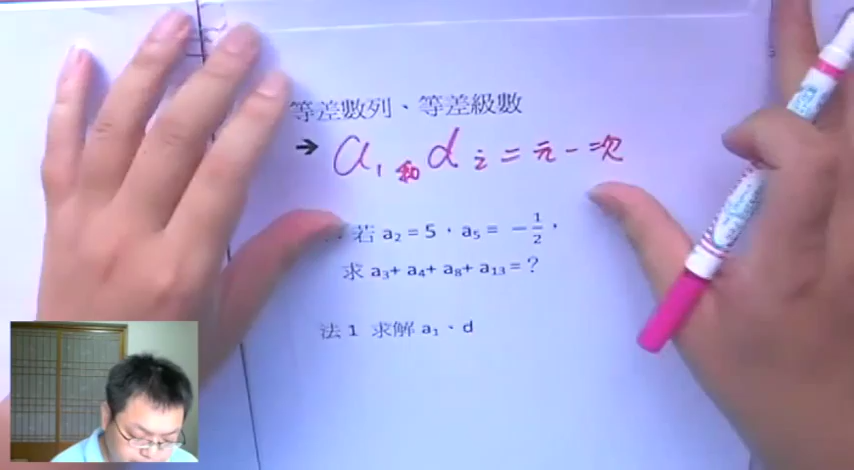 等差數列、等差級數
→ a₁ 和 d 之二元一次
若 a₂ = 5,a₅ = -1/2,
求 a₃+ a₄+ a₈+ a₁₃ = ?
法 1 求解 a₁、d